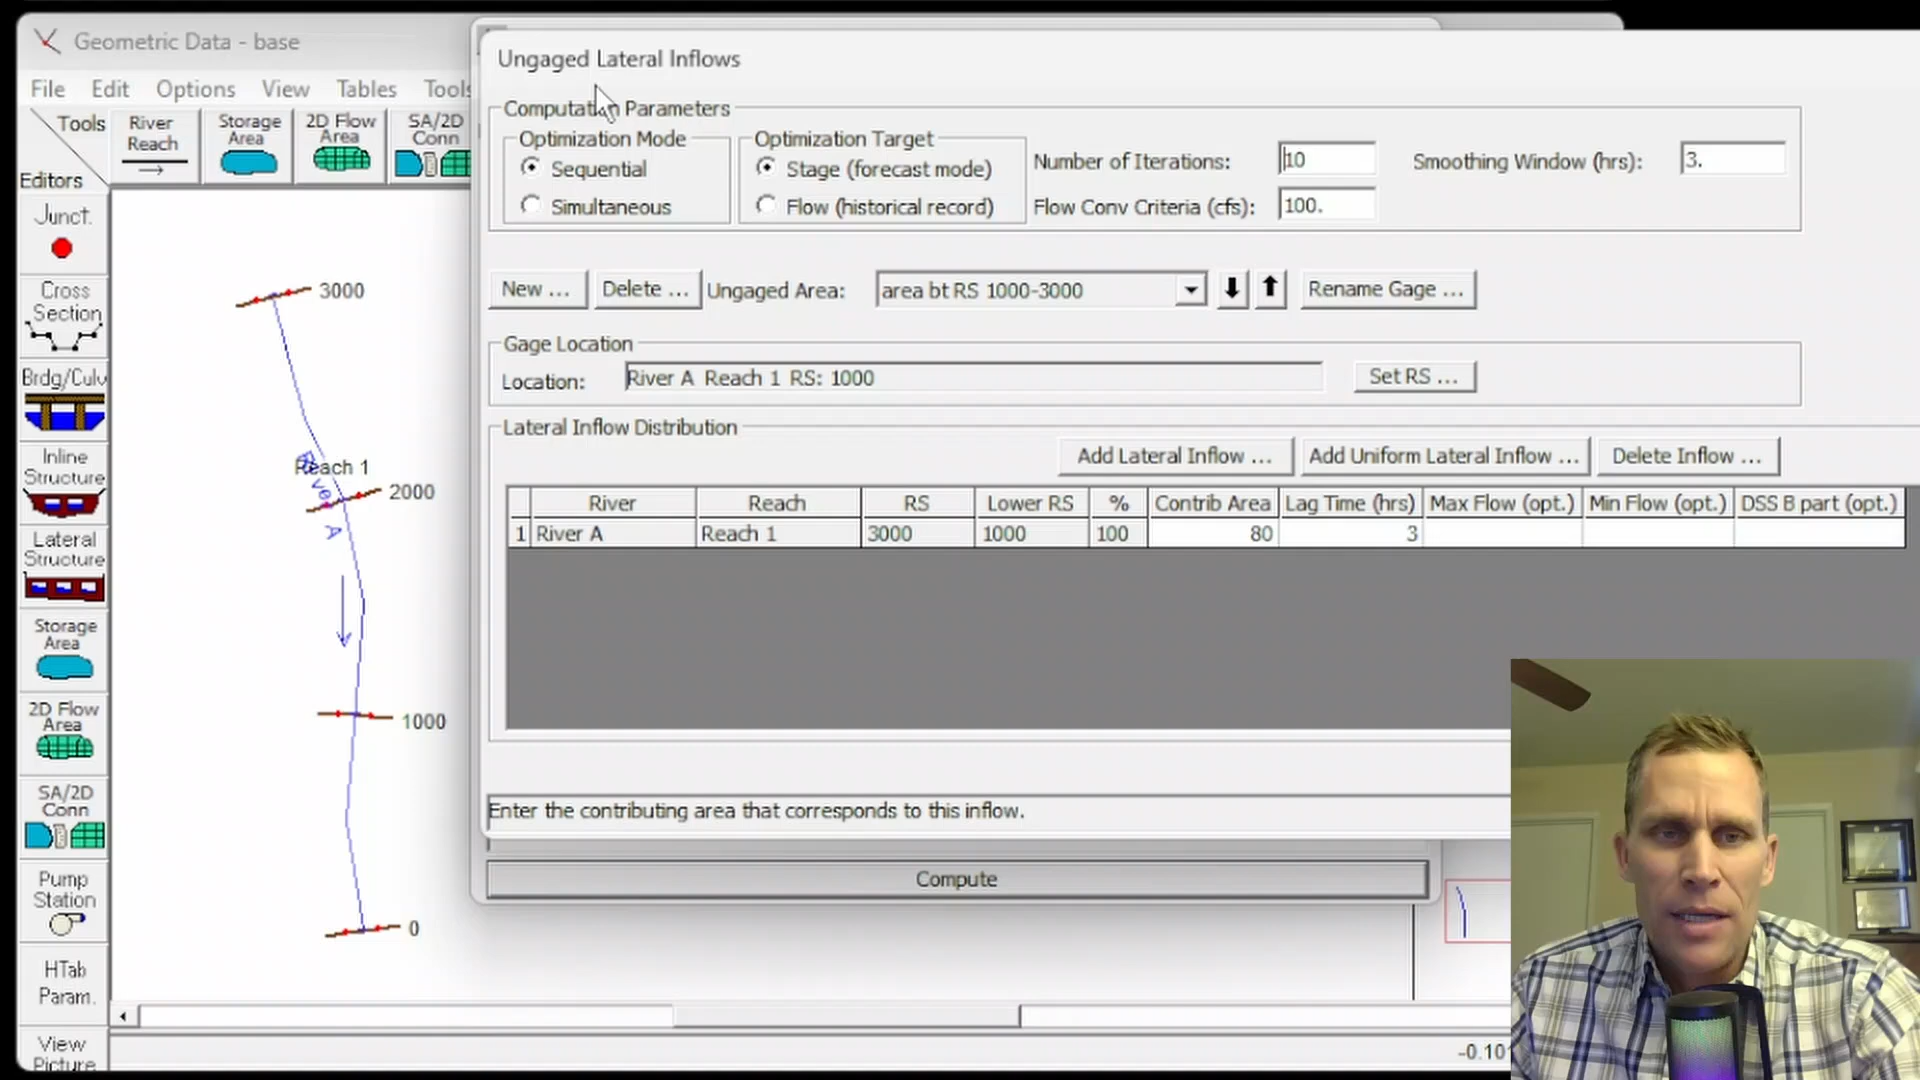 Geometric Data - base
File Edit Options View Tables Tools
Tools
River Reach
Storage Area
2D Flow Area
SA/2D Conn
Editors
Junct.
Cross Section
Brdg/Culv
Inline Structure
Lateral Structure
Storage Area
2D Flow Area
SA/2D Conn
Pump Station
HTab Param.
View Picture
3000
Reach 1
River A
2000
1000
0
Ungaged Lateral Inflows
Computation Parameters
Optimization Mode
Sequential
Simultaneous
Optimization Target
Stage (forecast mode)
Flow (historical record)
Number of Iterations: 10
Smoothing Window (hrs): 3.
Flow Conv Criteria (cfs): 100.
New ... Delete ... Ungaged Area: area bt RS 1000-3000 Rename Gage ...
Gage Location
Location: River A Reach 1 RS: 1000 Set RS ...
Lateral Inflow Distribution
Add Lateral Inflow ... Add Uniform Lateral Inflow ... Delete Inflow ...
River Reach RS Lower RS % Contrib Area Lag Time (hrs) Max Flow (opt.) Min Flow (opt.) DSS B part (opt.)
1 River A Reach 1 3000 1000 100 80 3
Enter the contributing area that corresponds to this inflow.
Compute